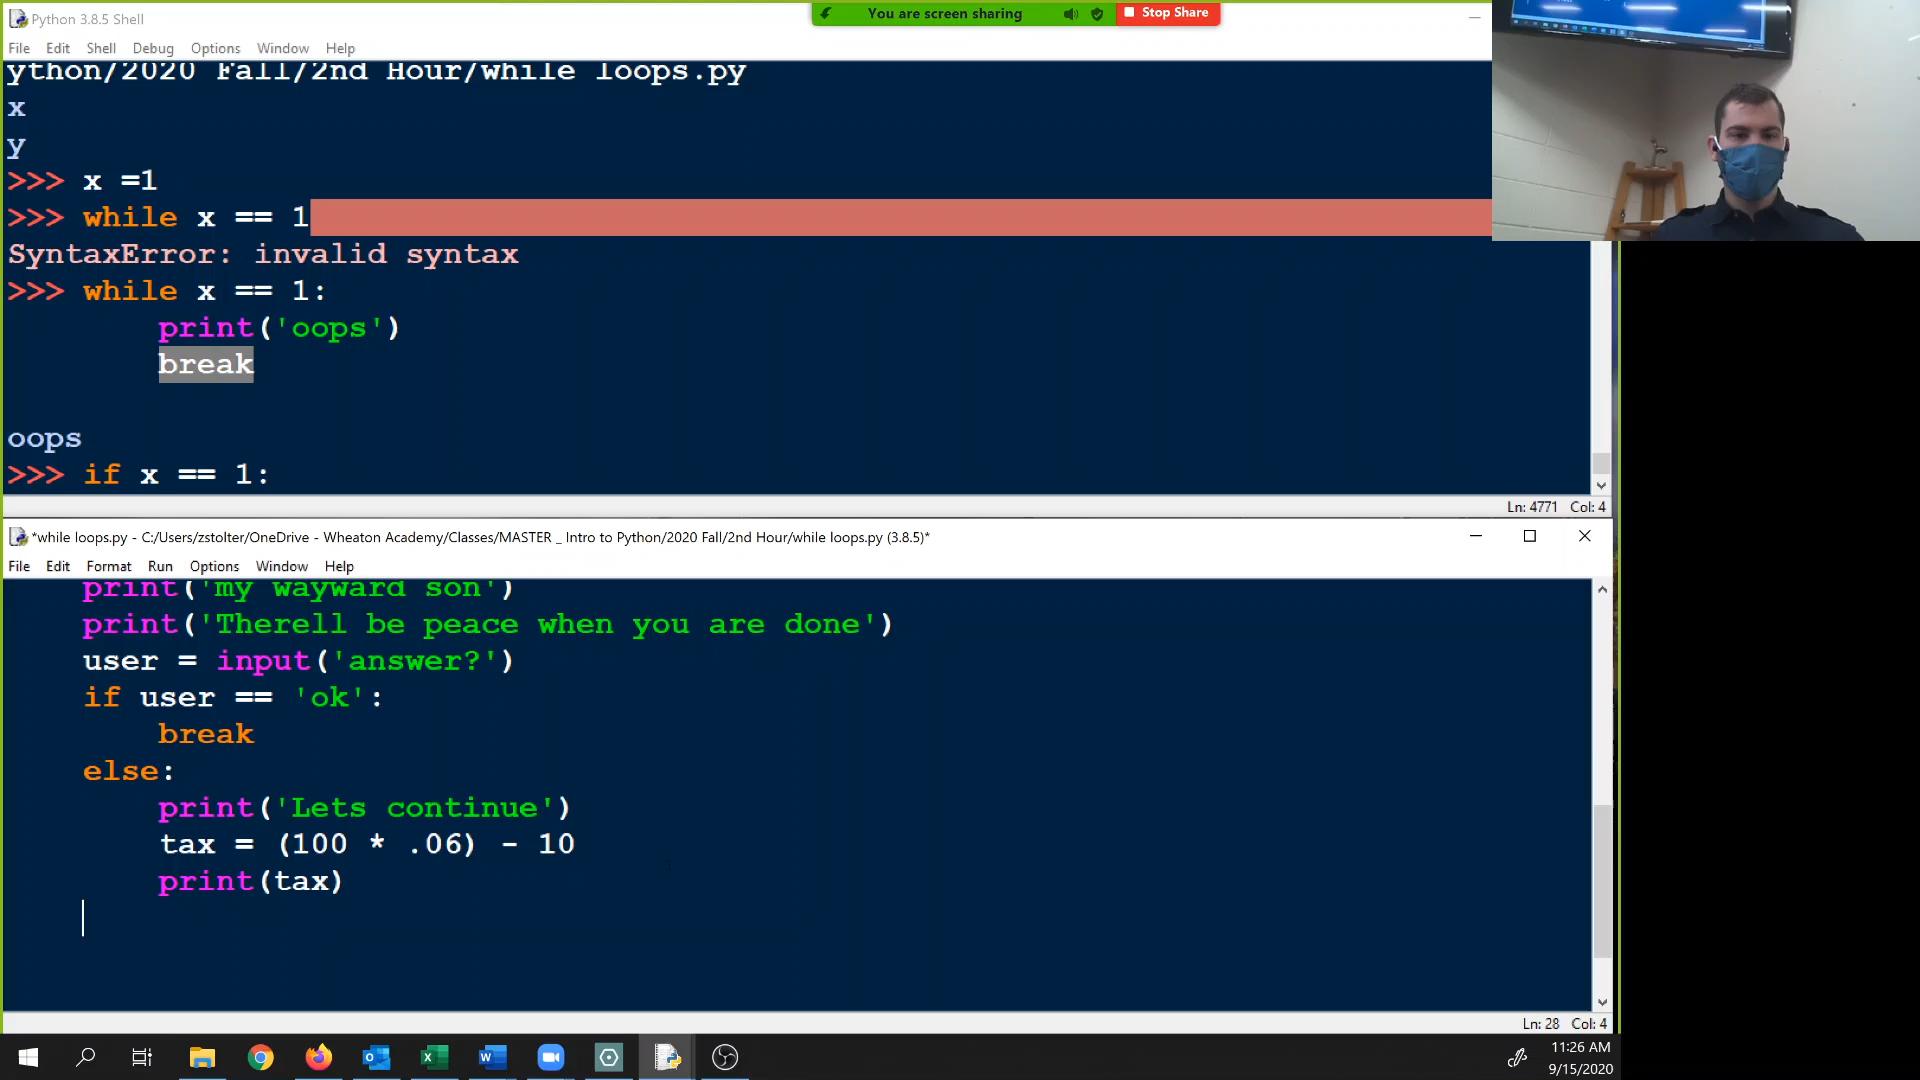 Python 3.8.5 Shell
You are screen sharing
Stop Share
File Edit Shell Debug Options Window Help
ython/2020 Fall/2nd Hour/while loops.py
x
y
>>> x =1
>>> while x == 1
SyntaxError: invalid syntax
>>> while x == 1:
print('oops')
break
oops
>>> if x == 1:
Ln: 4771 Col: 4
*while loops.py - C:/Users/zstolter/OneDrive - Wheaton Academy/Classes/MASTER _ Intro to Python/2020 Fall/2nd Hour/while loops.py (3.8.5)*
File Edit Format Run Options Window Help
print('my wayward son')
print('Therell be peace when you are done')
user = input('answer?')
if user == 'ok':
break
else:
print('Lets continue')
tax = (100 * .06) - 10
print(tax)
Ln: 28 Col: 4
11:26 AM
9/15/2020